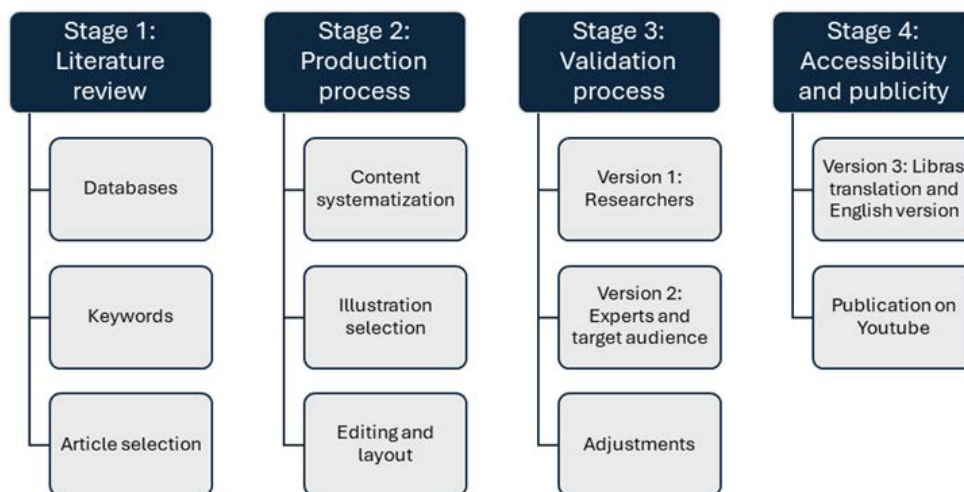 Stage 1:
Literature
review
Databases
Keywords
Article selection
Stage 2:
Production
process
Content
systematization
Illustration
selection
Editing and
layout
Stage 3:
Validation
process
Version 1:
Researchers
Version 2:
Experts and
target audience
Adjustments
Stage 4:
Accessibility
and publicity
Version 3: Libras
translation and
English version
Publication on
Youtube